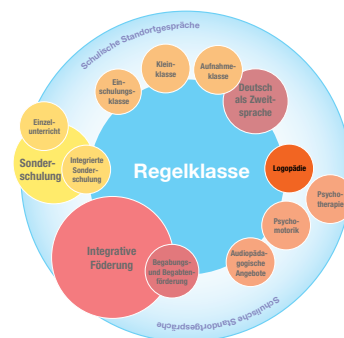 Schulische Standortgespräche
Klein-
klasse
Aufnahme-
klasse
Ein-
schulungs-
klasse
Deutsch
als Zweit-
sprache
Einzel-
unterricht
Sonder-
schulung
Integrierte
Sonder-
schulung
Regelklasse
Logopädie
Psycho-
therapie
Psycho-
motorik
Audiopäda-
gogische
Angebote
Integrative
Föderung
Begabungs-
und Begabten-
förderung
Schulische Standortgespräche